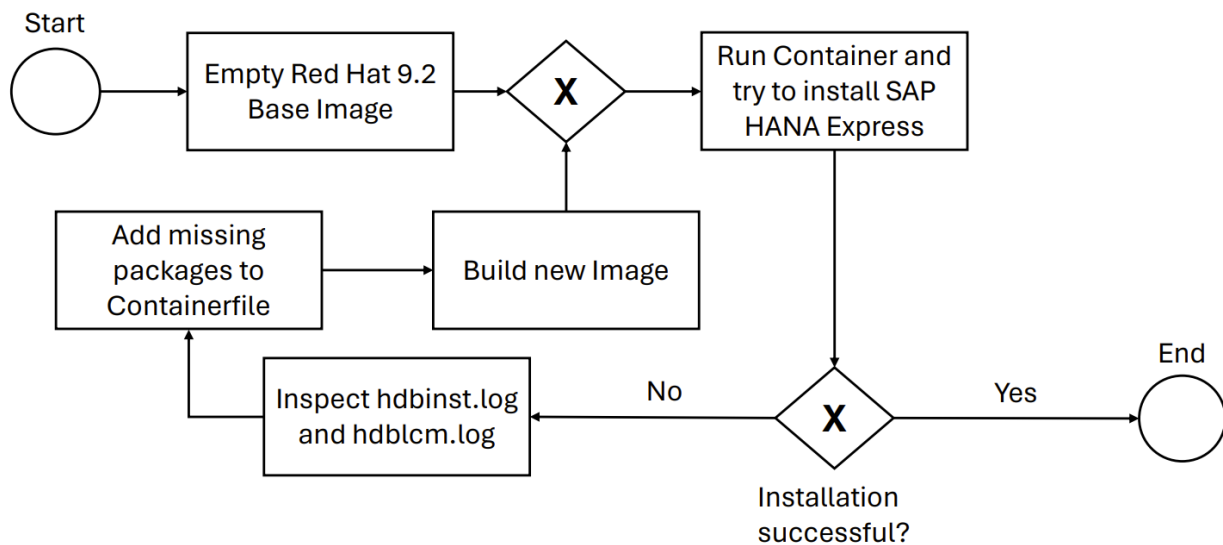 Start
Empty Red Hat 9.2
Base Image
X
Run Container and
try to install SAP
HANA Express
Add missing
packages to
Containerfile
Build new Image
Inspect hdbinst.log
and hdblcm.log
No
X
Installation
successful?
Yes
End